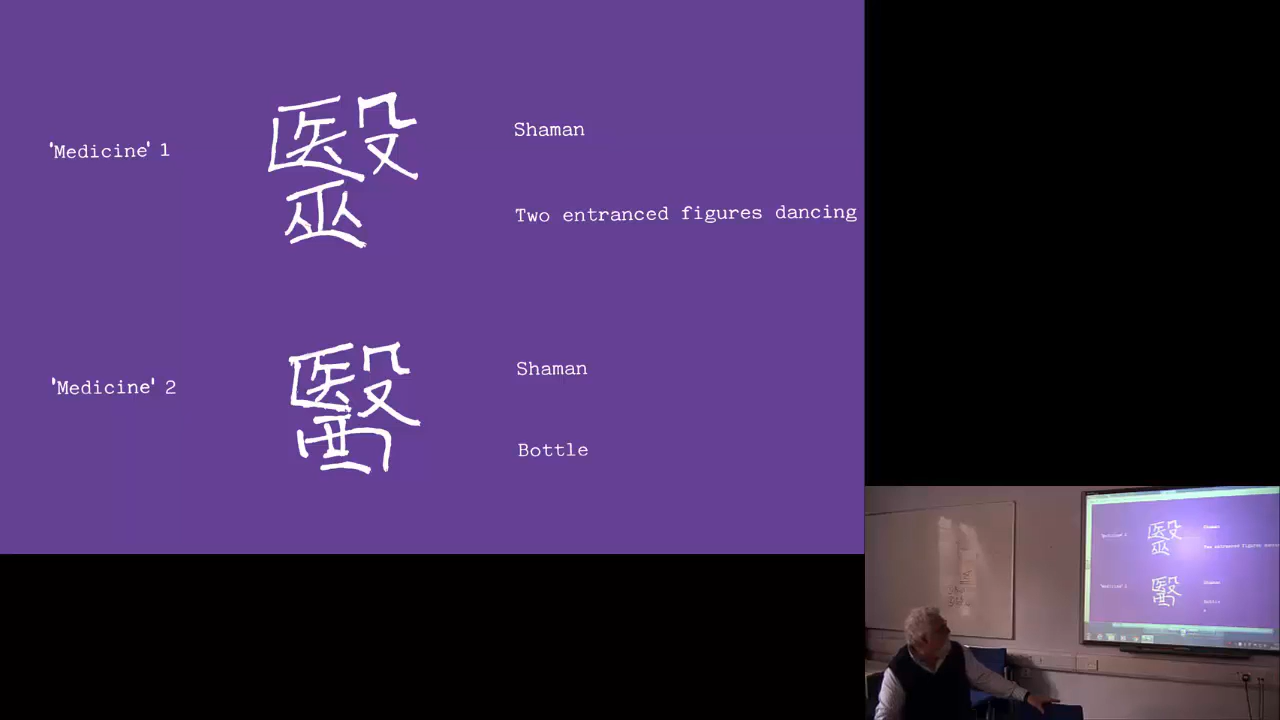 'Medicine' 1
毉
Shaman
Two entranced figures dancing
'Medicine' 2
醫
Shaman
Bottle